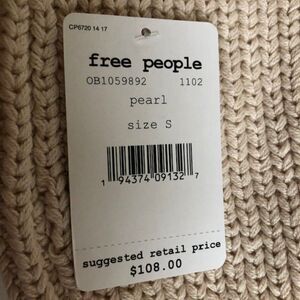 CP6720 14 17
free people
OB1059892 1102
pearl
size S
1 94374 09132 7
suggested retail price
$108.00